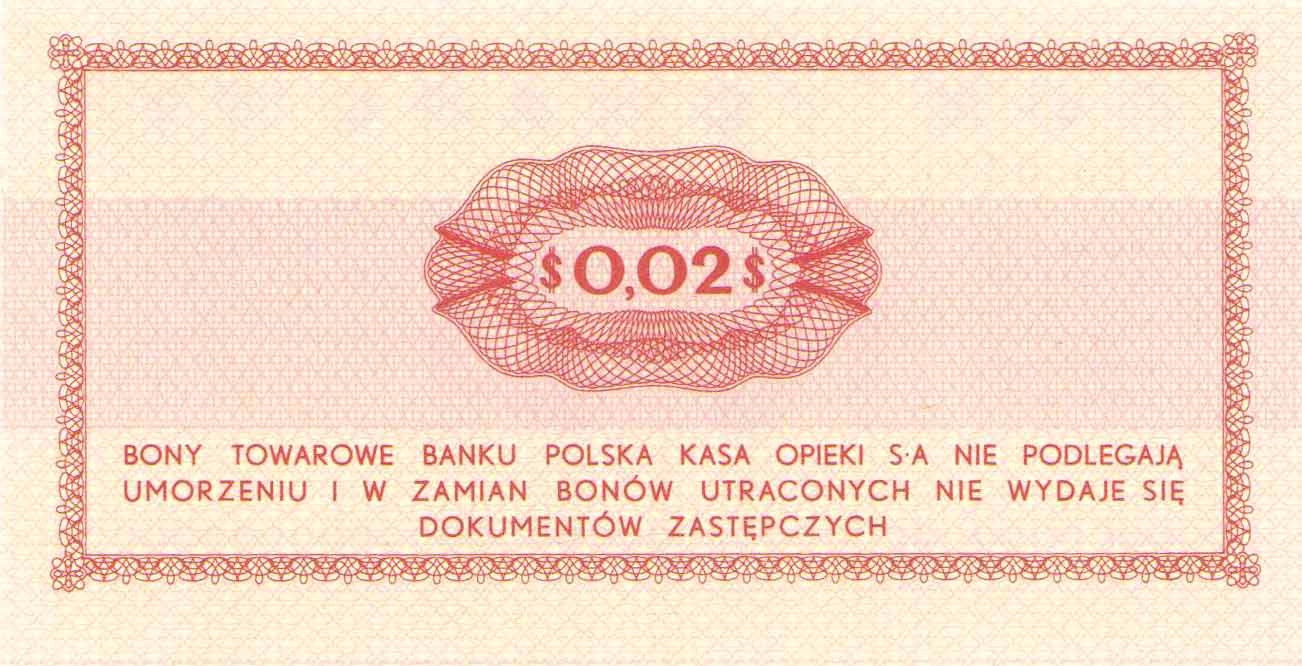 $0,02$
BONY TOWAROWE BANKU POLSKA KASA OPIEKI S·A NIE PODLEGAJĄ
UMORZENIU I W ZAMIAN BONÓW UTRACONYCH NIE WYDAJE SIĘ
DOKUMENTÓW ZASTĘPCZYCH